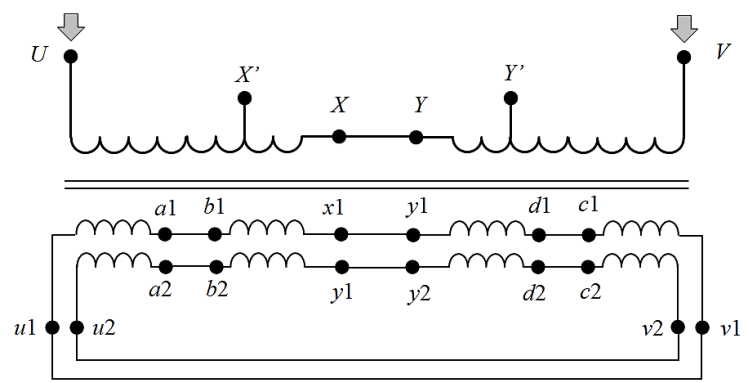 U X’ Y’ V
X Y
a1 b1 x1 y1 d1 c1
a2 b2 y1 y2 d2 c2
u1 u2 v2 v1